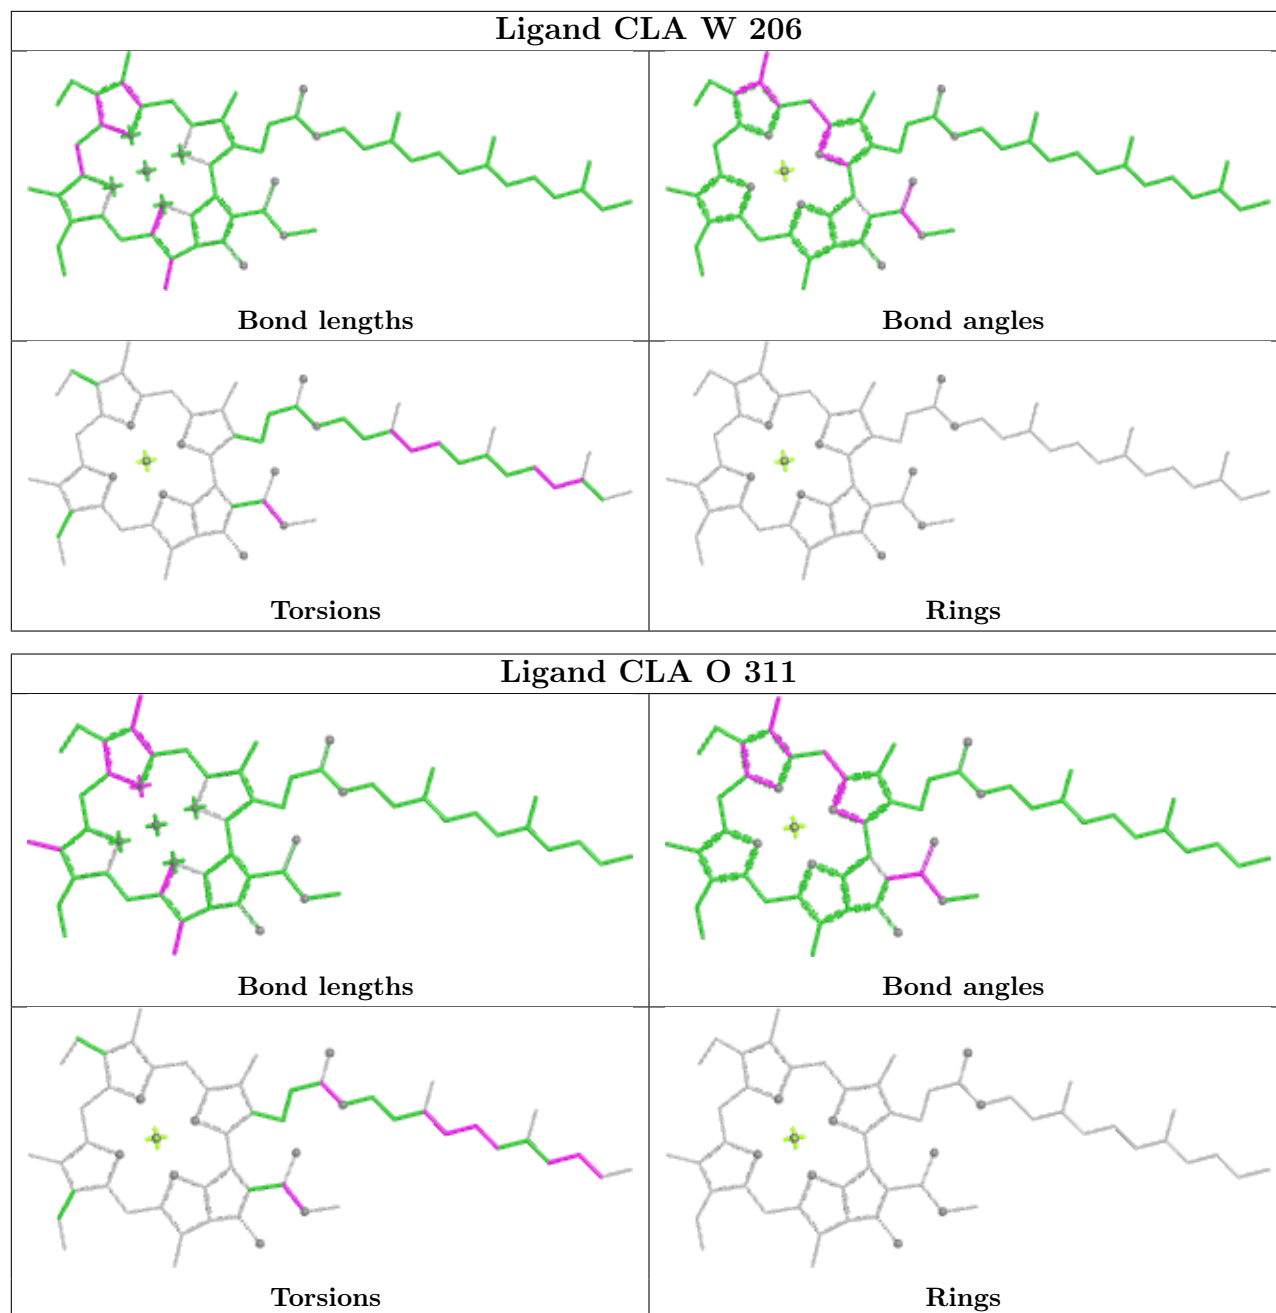 Ligand CLA W 206
Bond lengths
Bond angles
Torsions
Rings
Ligand CLA O 311
Bond lengths
Bond angles
Torsions
Rings